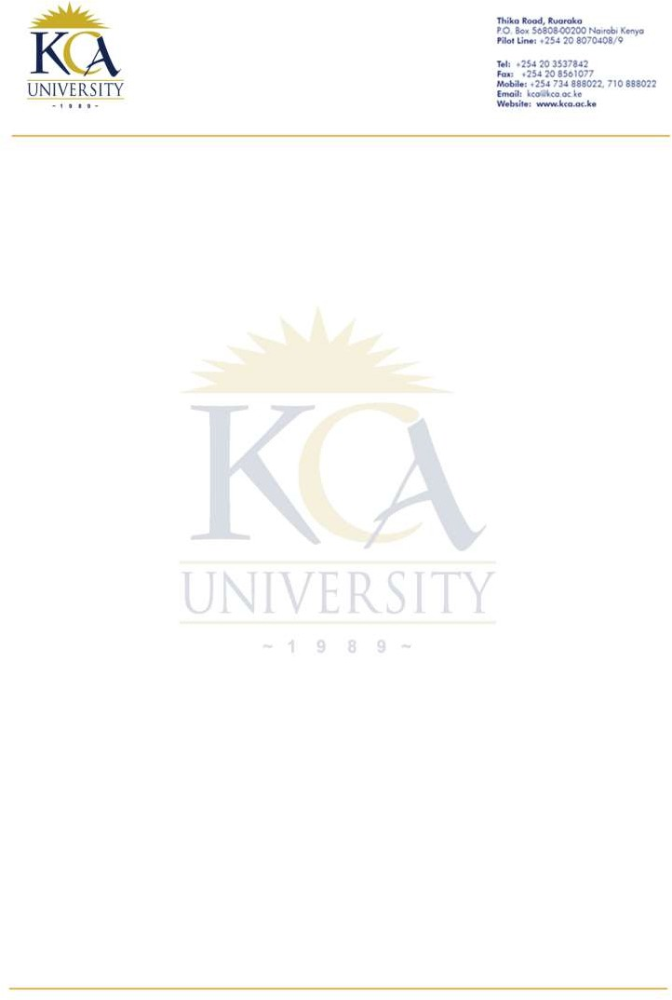 KCA
UNIVERSITY
~ 1 9 8 9 ~
Thika Road, Ruaraka
P.O. Box 56808-00200 Nairobi Kenya
Pilot Line: +254 20 8070408/9
Tel: +254 20 3537842
Fax: +254 20 8561077
Mobile: +254 734 888022, 710 888022
Email: kca@kca.ac.ke
Website: www.kca.ac.ke
KCA
UNIVERSITY
~ 1 9 8 9 ~